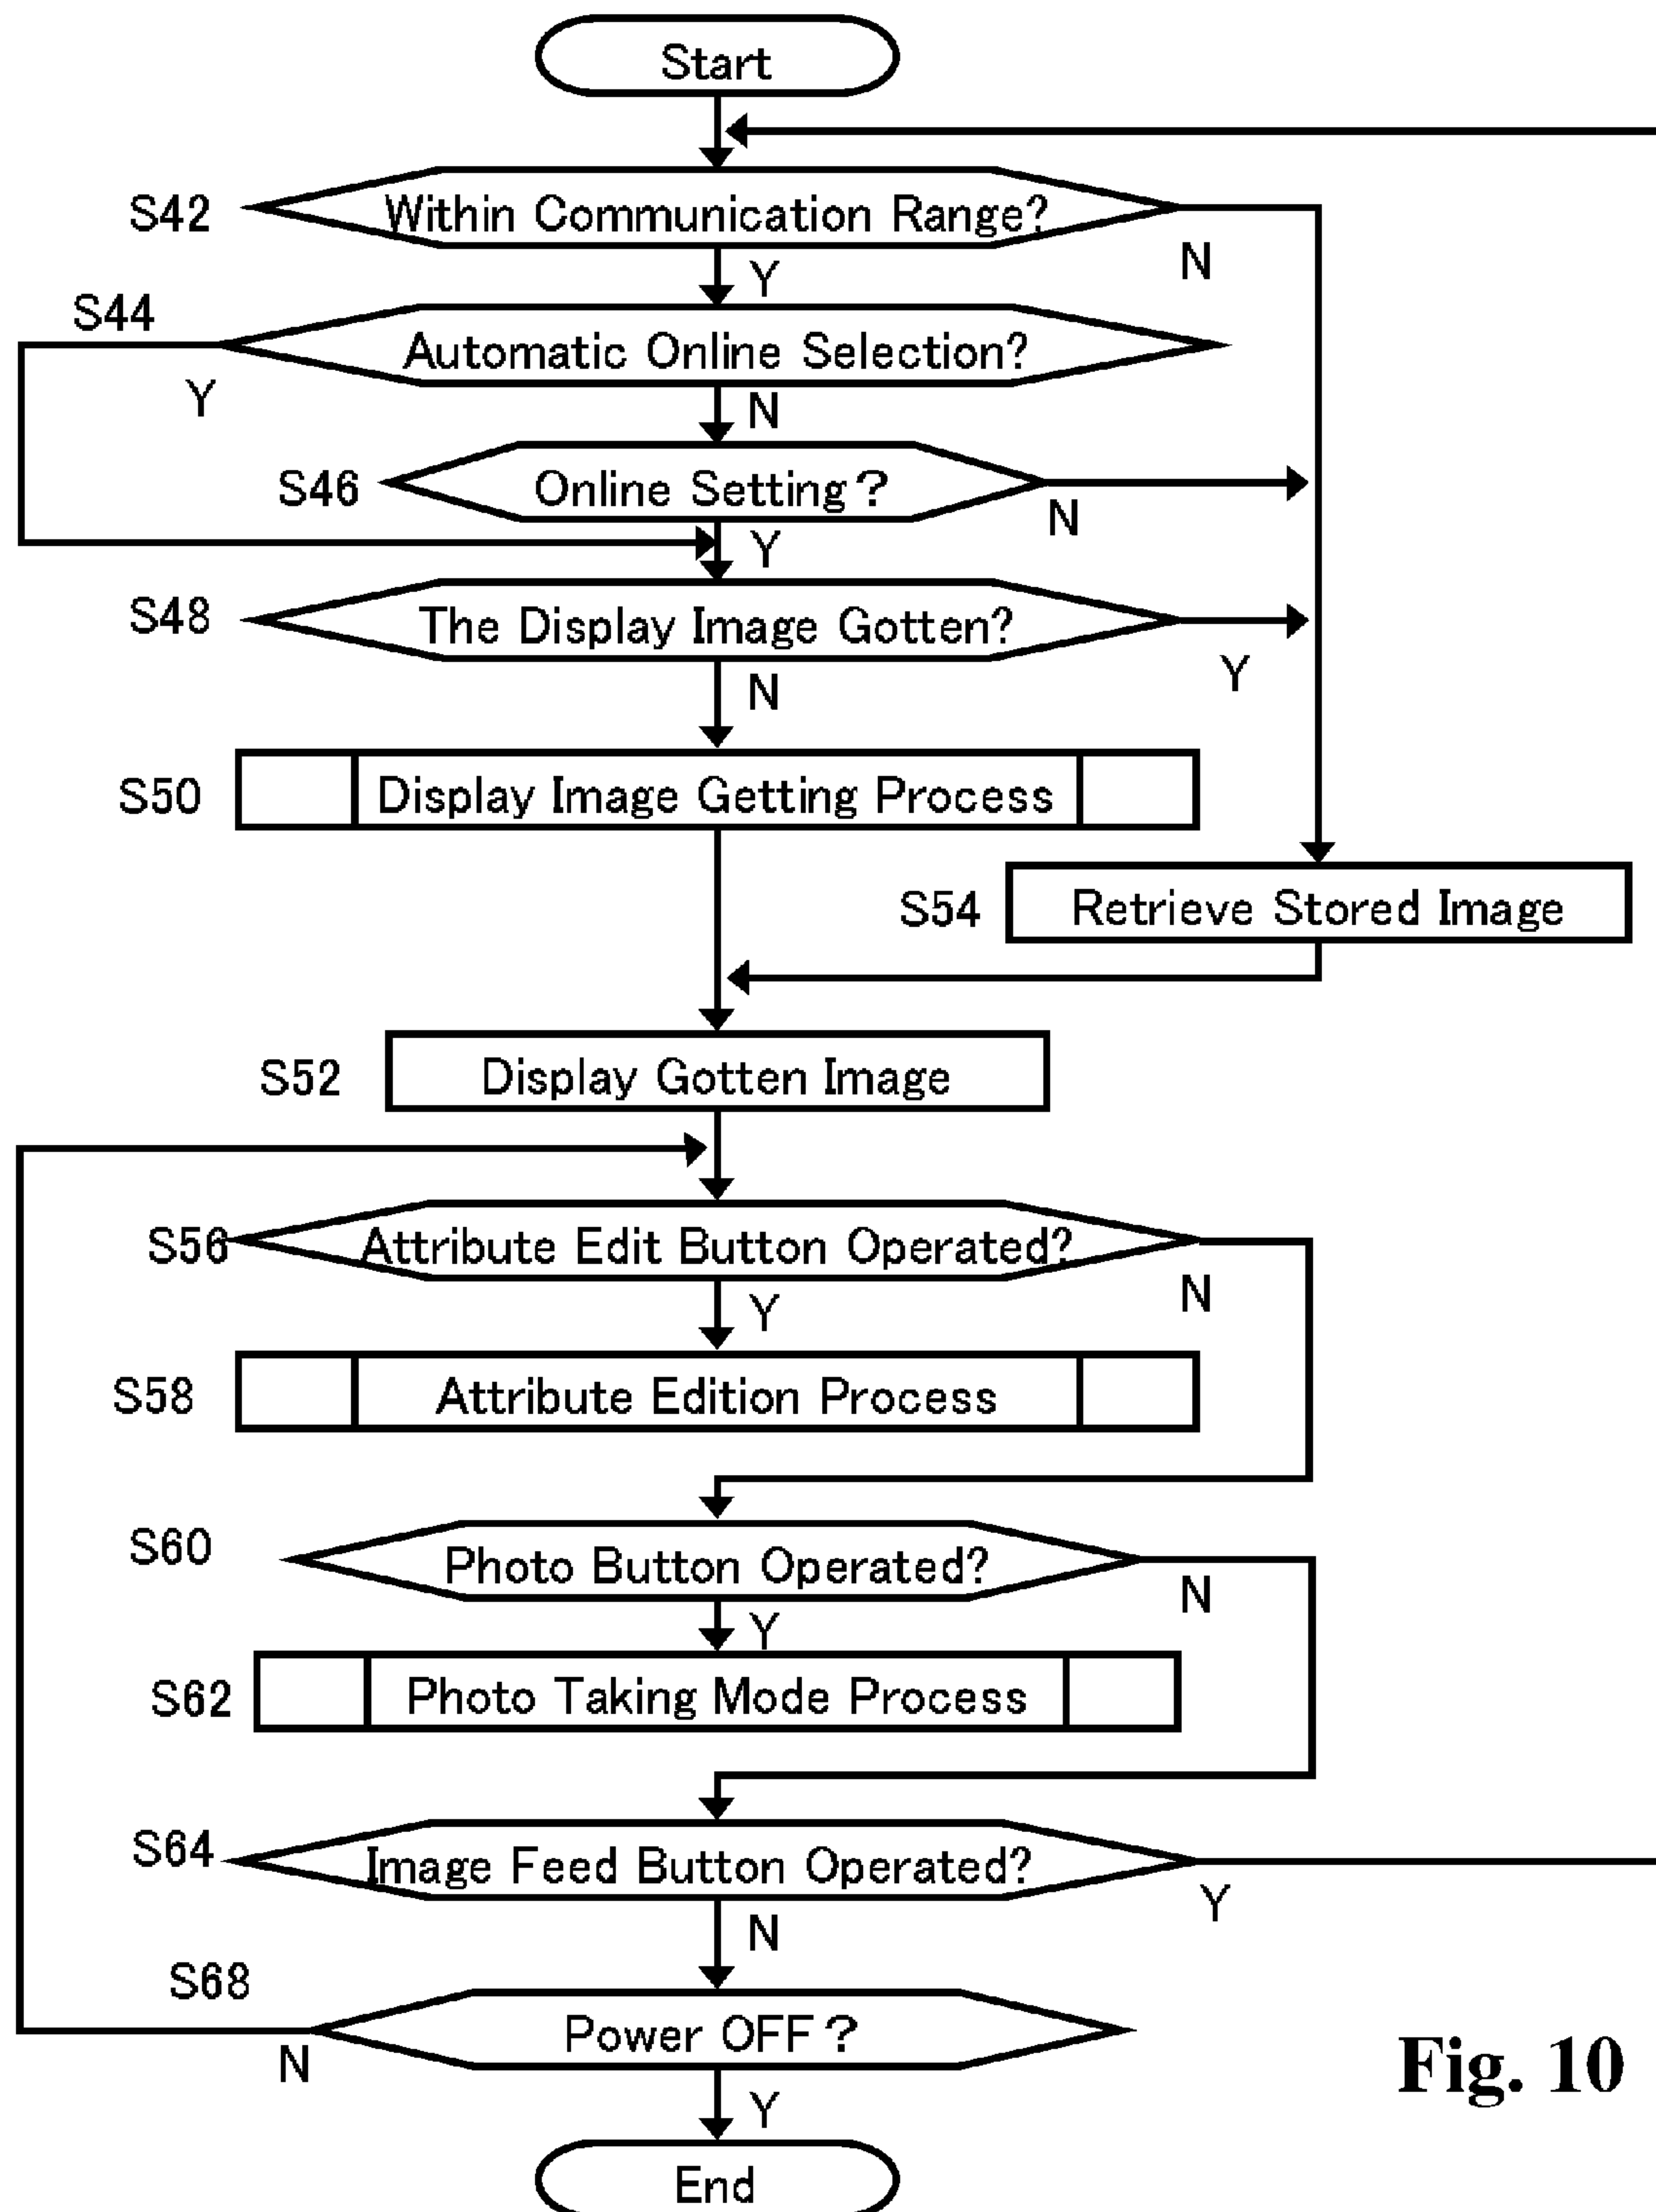 Start
S42
Within Communication Range?
N
Y
S44
Automatic Online Selection?
Y
N
S46
Online Setting?
N
Y
S48
The Display Image Gotten?
Y
N
S50
Display Image Getting Process
S54
Retrieve Stored Image
S52
Display Gotten Image
S56
Attribute Edit Button Operated?
N
Y
S58
Attribute Edition Process
S60
Photo Button Operated?
N
Y
S62
Photo Taking Mode Process
S64
Image Feed Button Operated?
Y
N
S68
Power OFF?
N
Y
End
Fig. 10